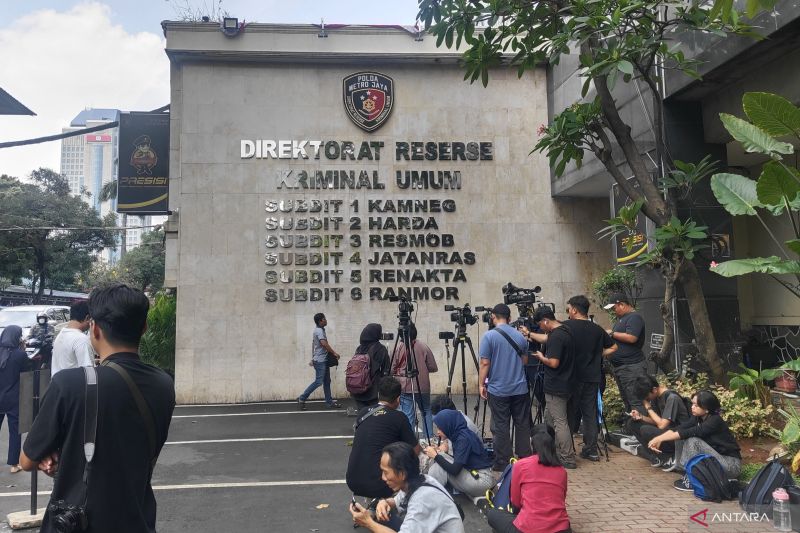 POLDA
METRO JAYA
DIREKTORAT RESERSE
KRIMINAL UMUM
SUBDIT 1 KAMNEG
SUBDIT 2 HARDA
SUBDIT 3 RESMOB
SUBDIT 4 JATANRAS
SUBDIT 5 RENAKTA
SUBDIT 6 RANMOR
PRESISI
PRESISI
ANTARA